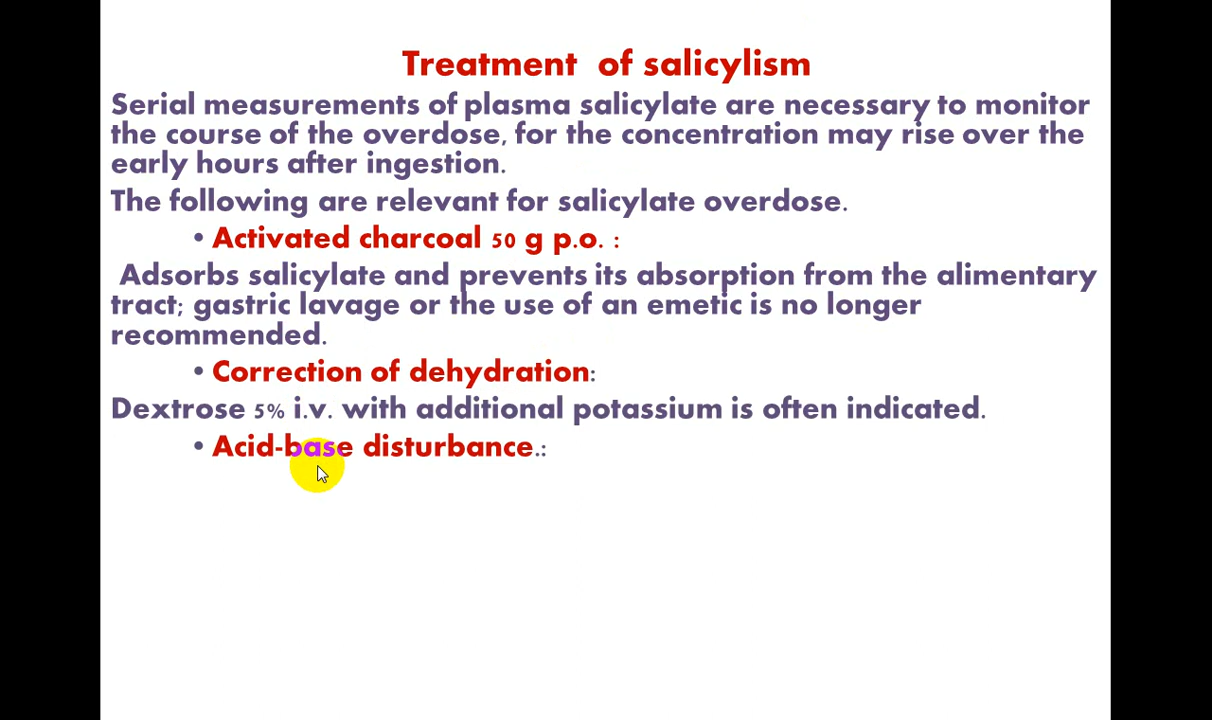 Treatment of salicylism
Serial measurements of plasma salicylate are necessary to monitor
the course of the overdose, for the concentration may rise over the
early hours after ingestion.
The following are relevant for salicylate overdose.
• Activated charcoal 50 g p.o. :
Adsorbs salicylate and prevents its absorption from the alimentary
tract; gastric lavage or the use of an emetic is no longer
recommended.
• Correction of dehydration:
Dextrose 5% i.v. with additional potassium is often indicated.
• Acid-base disturbance.: